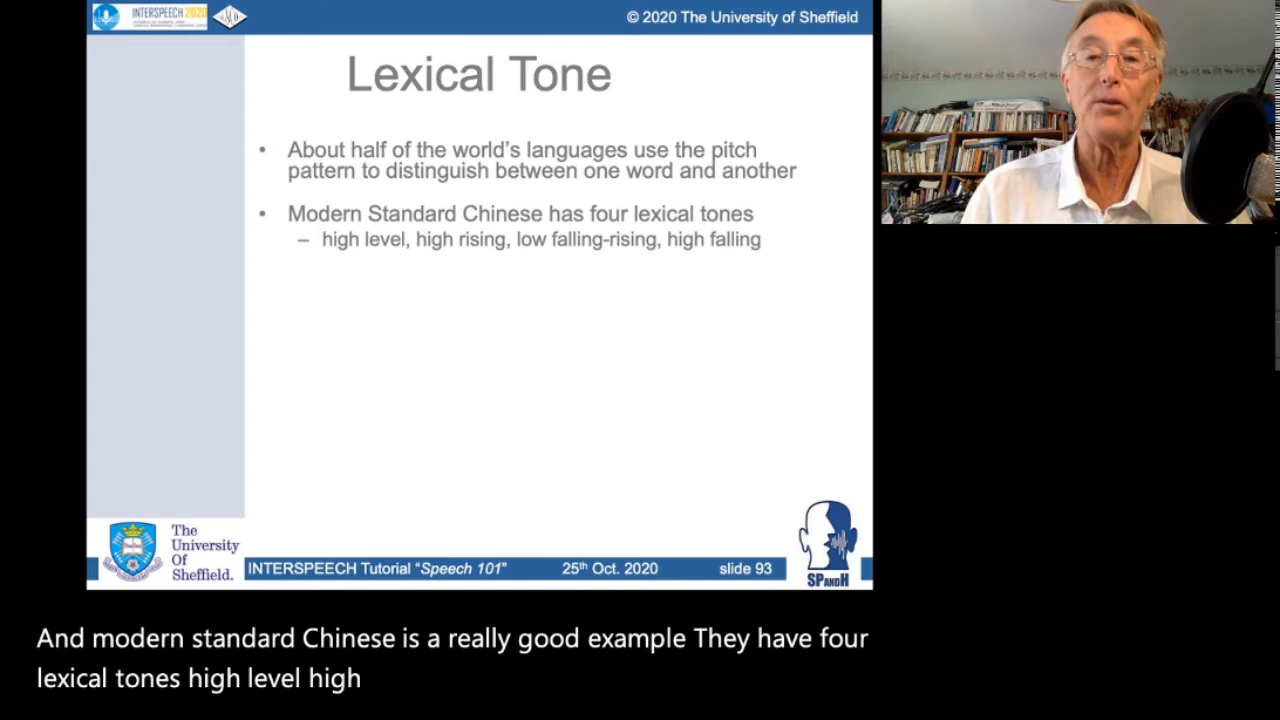 INTERSPEECH 2020
© 2020 The University of Sheffield
Lexical Tone
• About half of the world's languages use the pitch
pattern to distinguish between one word and another
• Modern Standard Chinese has four lexical tones
– high level, high rising, low falling-rising, high falling
The
University
Of
Sheffield.
INTERSPEECH Tutorial "Speech 101" 25th Oct. 2020 slide 93
SPANDH
And modern standard Chinese is a really good example They have four
lexical tones high level high